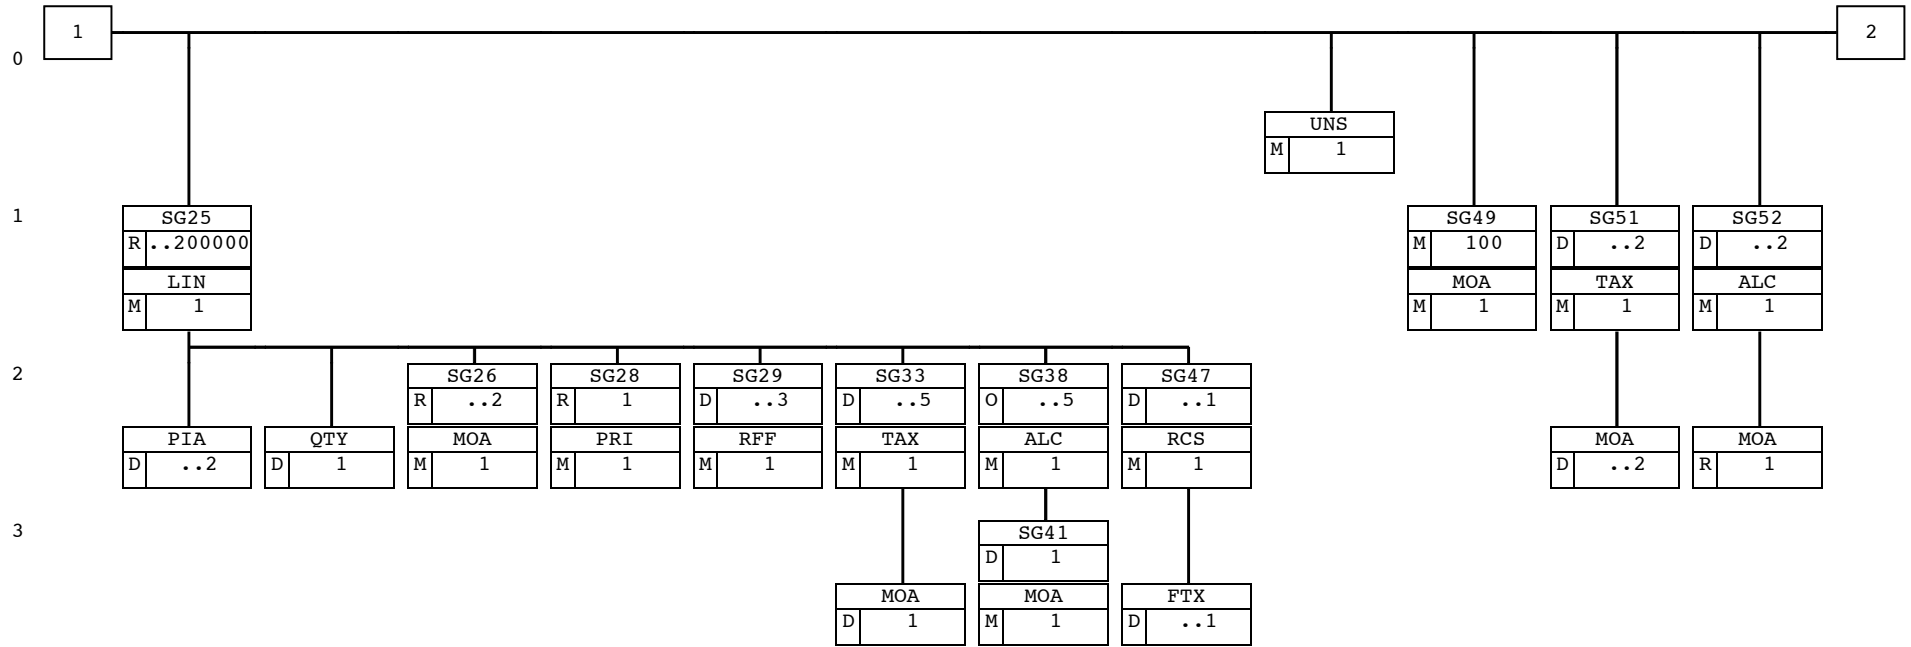 1 2
0
UNS
M 1
1 SG25 SG49 SG51 SG52
R ..200000 M 100 D ..2 D ..2
LIN MOA TAX ALC
M 1 M 1 M 1 M 1
2 SG26 SG28 SG29 SG33 SG38 SG47
R ..2 R 1 D ..3 D ..5 O ..5 D ..1
PIA QTY MOA PRI RFF TAX ALC RCS MOA MOA
D ..2 D 1 M 1 M 1 M 1 M 1 M 1 M 1 D ..2 R 1
3 SG41
D 1
MOA MOA FTX
D 1 M 1 D ..1